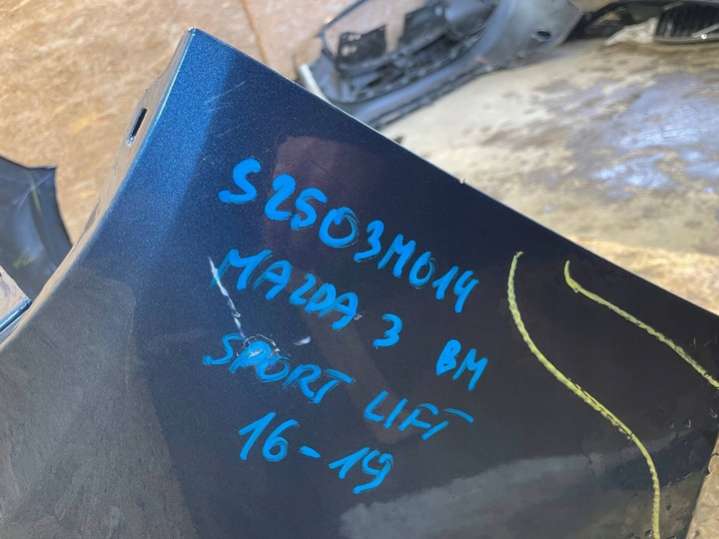 S2503M014
MAZDA 3 BM
SPORT LIFT
16-19